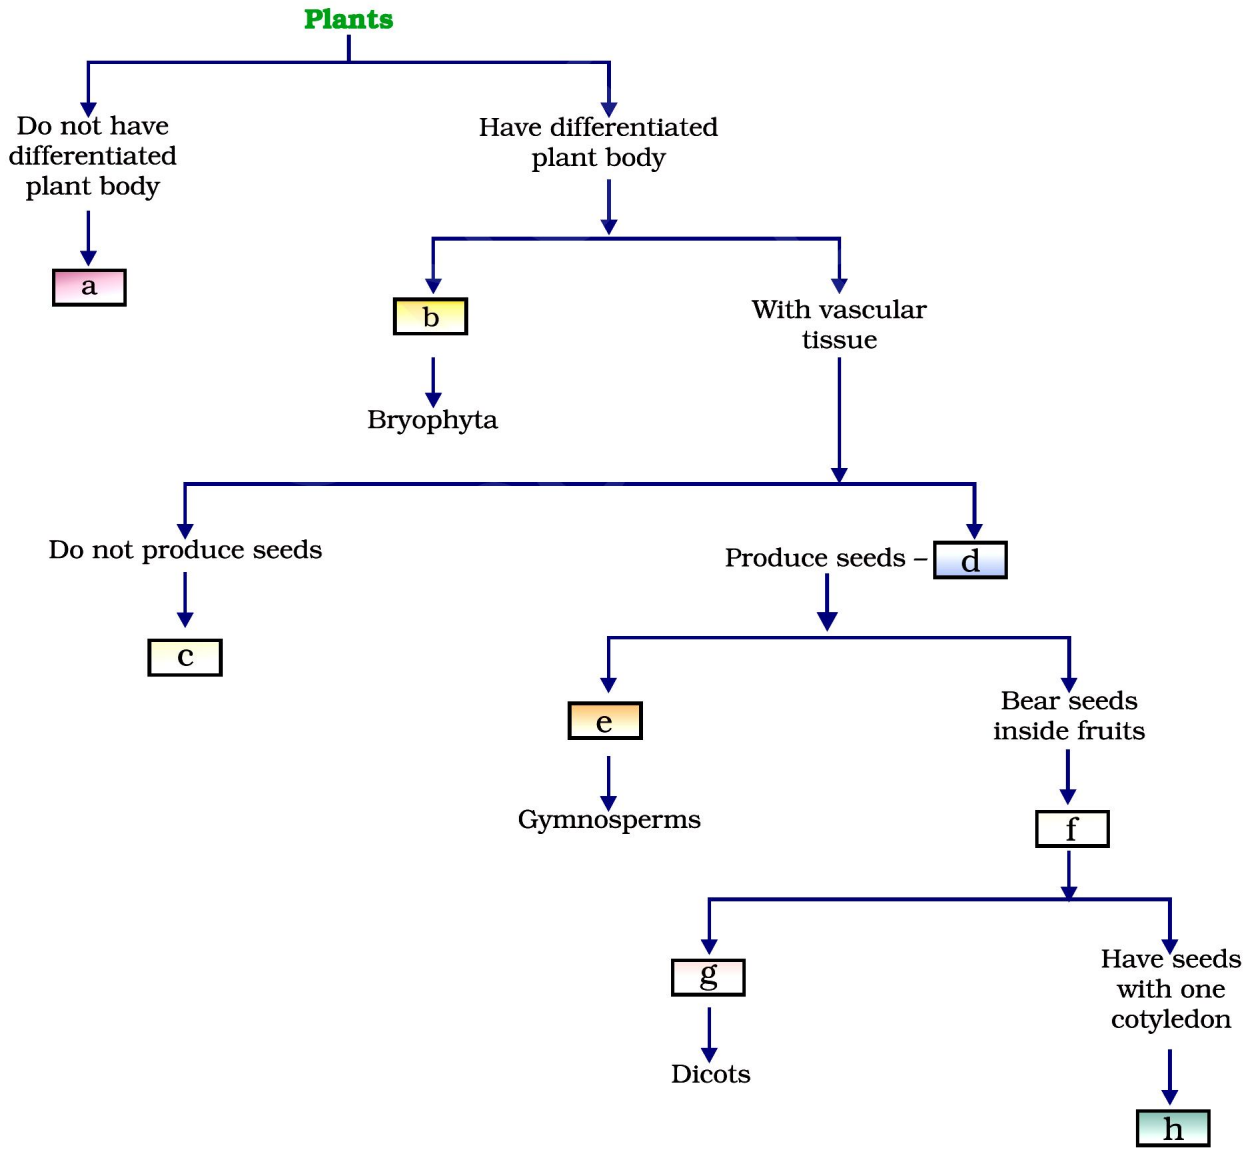 Plants
Do not have
differentiated
plant body
Have differentiated
plant body
a
b
With vascular
tissue
Bryophyta
Do not produce seeds
Produce seeds – d
c
e
Bear seeds
inside fruits
Gymnosperms
f
g
Have seeds
with one
cotyledon
Dicots
h